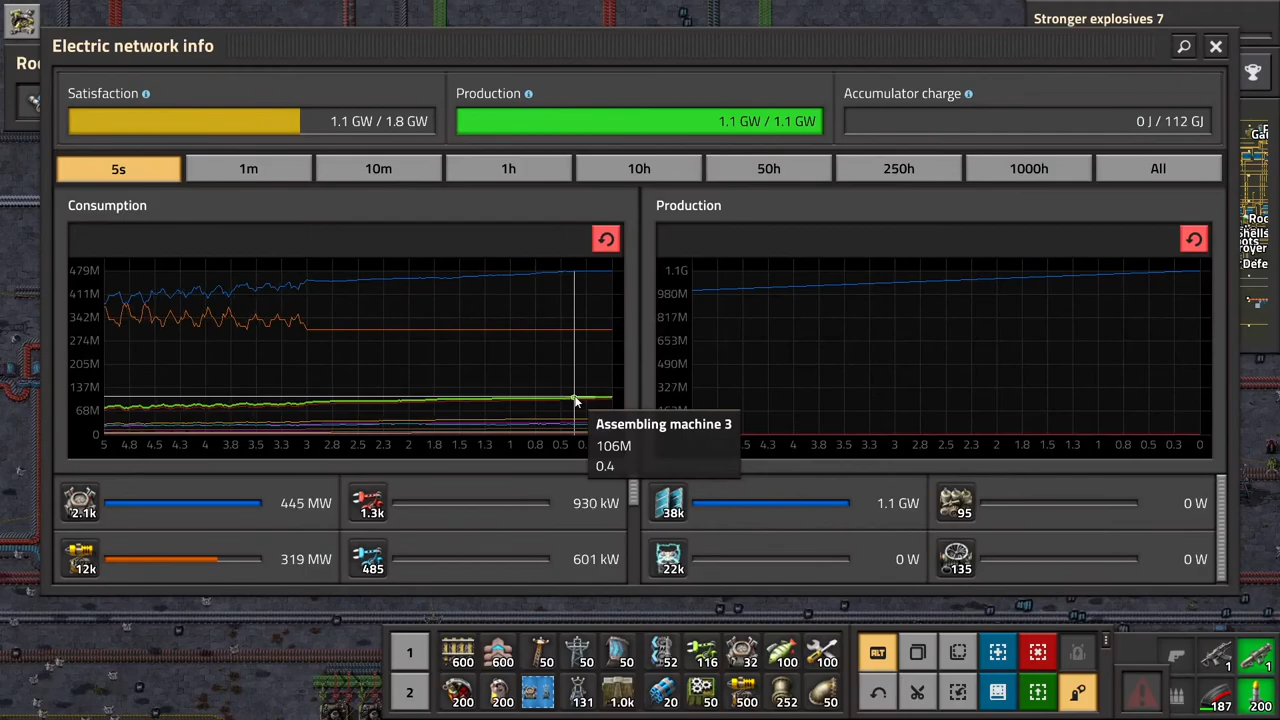 Stronger explosives 7
Electric network info
Roc
Satisfaction
Production
Accumulator charge
1.1 GW / 1.8 GW
1.1 GW / 1.1 GW
0 J / 112 GJ
5s
1m
10m
1h
10h
50h
250h
1000h
All
Consumption
Production
479M
411M
342M
274M
205M
137M
68M
0
5 4.8 4.5 4.3 4 3.8 3.5 3.3 3 2.8 2.5 2.3 2 1.8 1.5 1.3 1 0.8 0.5
1.1G
980M
817M
653M
490M
327M
4.3 4 3.8 3.5 3.3 3 2.8 2.5 2.3 2 1.8 1.5 1.3 1 0.8 0.5 0.3 0
Assembling machine 3
106M
0.4
2.1k 445 MW
1.3k 930 kW
38k 1.1 GW
95 0 W
12k 319 MW
485 601 kW
22k 0 W
135 0 W
1 600 600 50 50 50 52 116 32 100 100
ALT
1
1
2 200 200 131 1.0k 20 50 500 252 50
187
200